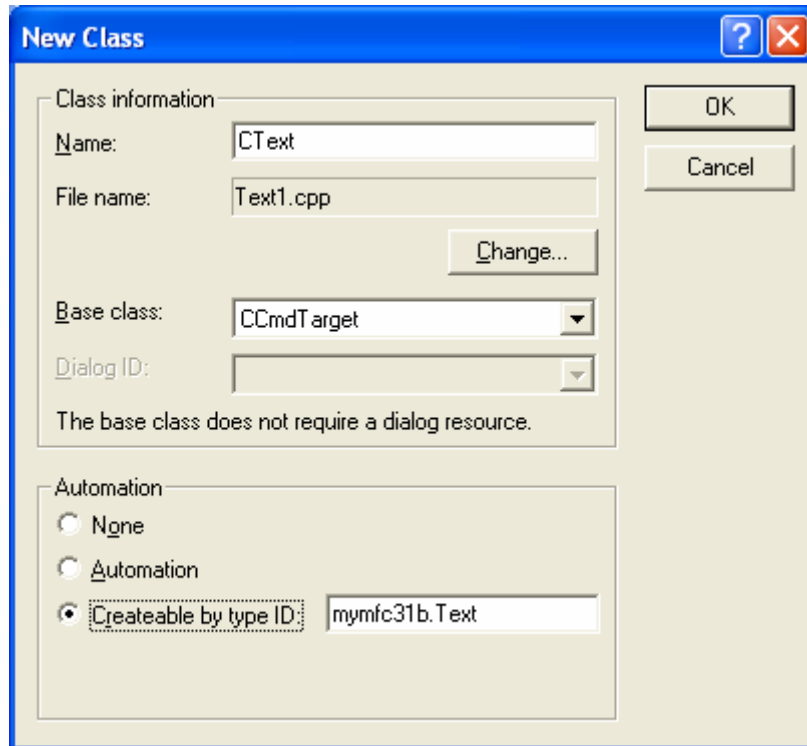 New Class
Class information
Name:
CText
File name:
Text1.cpp
Change...
Base class:
CCmdTarget
Dialog ID:
The base class does not require a dialog resource.
Automation
None
Automation
Createable by type ID:
mymfc31b.Text
OK
Cancel